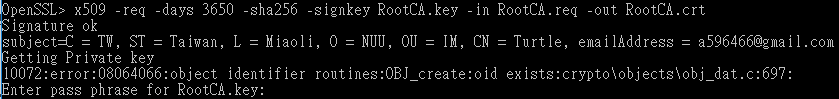 OpenSSL> x509 -req -days 3650 -sha256 -signkey RootCA.key -in RootCA.req -out RootCA.crt
Signature ok
subject=C = TW, ST = Taiwan, L = Miaoli, O = NUU, OU = IM, CN = Turtle, emailAddress = a596466@gmail.com
Getting Private key
10072:error:08064066:object identifier routines:OBJ_create:oid exists:crypto\objects\obj_dat.c:697:
Enter pass phrase for RootCA.key: